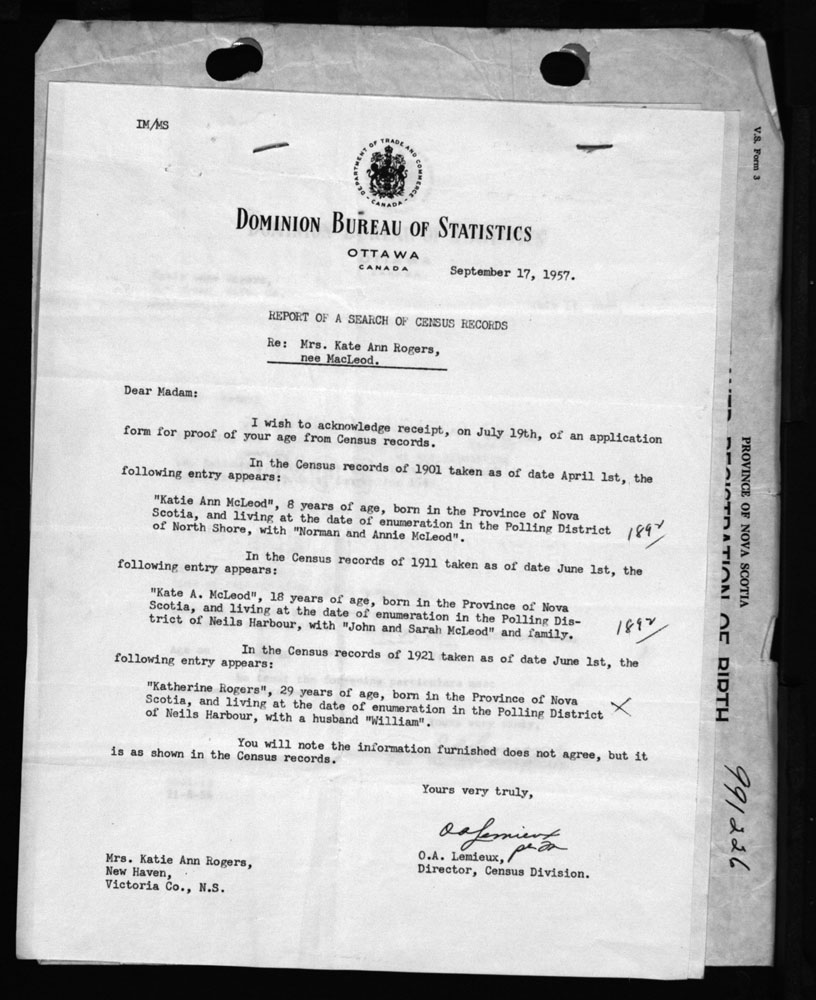 IM/MS
DEPARTMENT OF TRADE AND COMMERCE
CANADA
DOMINION BUREAU OF STATISTICS
OTTAWA
CANADA
September 17, 1957.
REPORT OF A SEARCH OF CENSUS RECORDS
Re: Mrs. Kate Ann Rogers,
nee MacLeod.
Dear Madam:
I wish to acknowledge receipt, on July 19th, of an application
form for proof of your age from Census records.
In the Census records of 1901 taken as of date April 1st, the
following entry appears:
"Katie Ann McLeod", 8 years of age, born in the Province of Nova
Scotia, and living at the date of enumeration in the Polling District
of North Shore, with "Norman and Annie McLeod".
1892
In the Census records of 1911 taken as of date June 1st, the
following entry appears:
"Kate A. McLeod", 18 years of age, born in the Province of Nova
Scotia, and living at the date of enumeration in the Polling Dis-
trict of Neils Harbour, with "John and Sarah McLeod" and family.
1892
In the Census records of 1921 taken as of date June 1st, the
following entry appears:
"Katherine Rogers", 29 years of age, born in the Province of Nova
Scotia, and living at the date of enumeration in the Polling District
of Neils Harbour, with a husband "William".
X
You will note the information furnished does not agree, but it
is as shown in the Census records.
Yours very truly,
OA Lemieux
O.A. Lemieux,
Director, Census Division.
Mrs. Katie Ann Rogers,
New Haven,
Victoria Co., N.S.
V.S. Form 3
PROVINCE OF NOVA SCOTIA
REGISTRATION OF BIRTH
991226